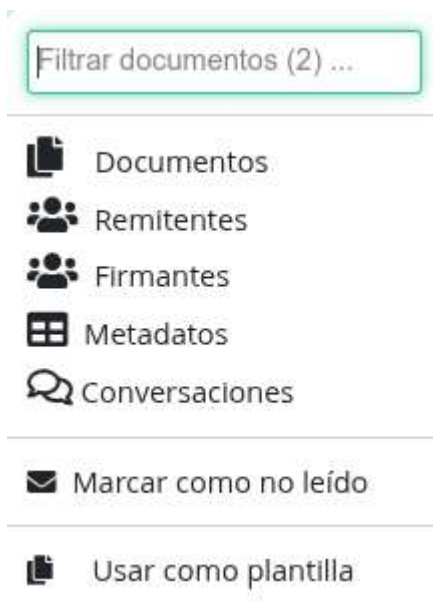 Filtrar documentos (2) ...
Documentos
Remitentes
Firmantes
Metadatos
Conversaciones
Marcar como no leído
Usar como plantilla